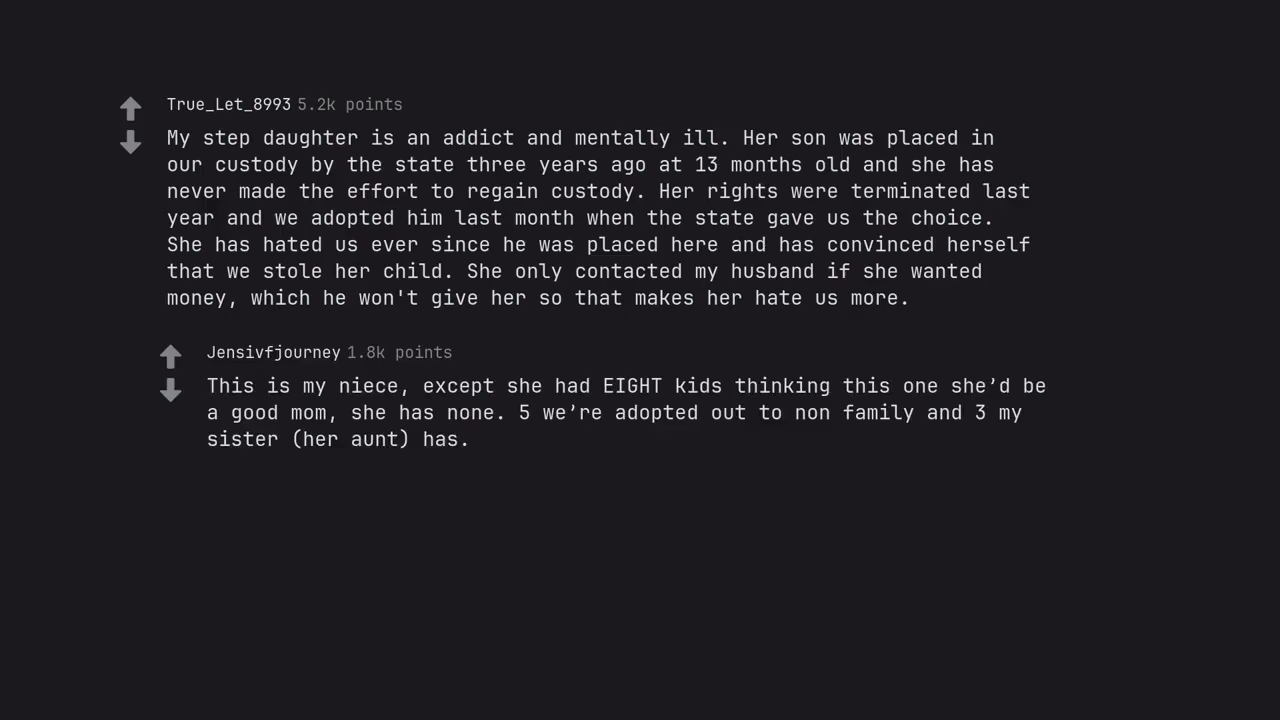 True_Let_8993 5.2k points
My step daughter is an addict and mentally ill. Her son was placed in
our custody by the state three years ago at 13 months old and she has
never made the effort to regain custody. Her rights were terminated last
year and we adopted him last month when the state gave us the choice.
She has hated us ever since he was placed here and has convinced herself
that we stole her child. She only contacted my husband if she wanted
money, which he won't give her so that makes her hate us more.
Jensivfjourney 1.8k points
This is my niece, except she had EIGHT kids thinking this one she’d be
a good mom, she has none. 5 we’re adopted out to non family and 3 my
sister (her aunt) has.